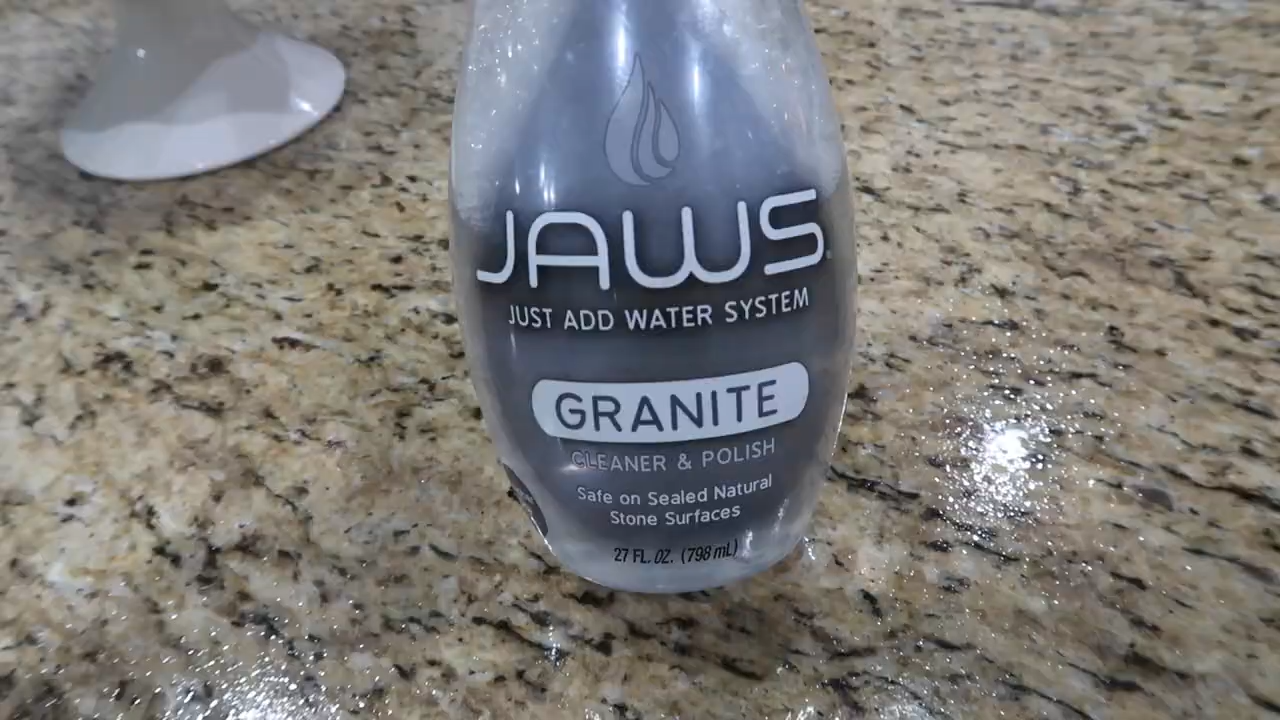 JAWS
JUST ADD WATER SYSTEM
GRANITE
CLEANER & POLISH
Safe on Sealed Natural
Stone Surfaces
27 FL. OZ. (798 mL)